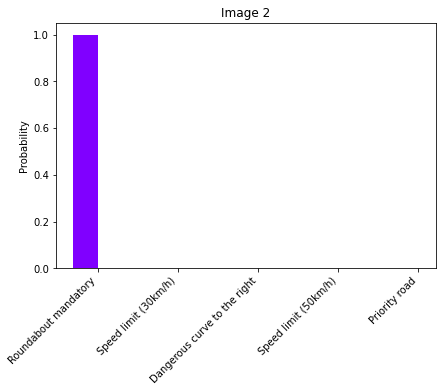 Image 2
Probability
1.0
0.8
0.6
0.4
0.2
0.0
Roundabout mandatory
Speed limit (30km/h)
Dangerous curve to the right
Speed limit (50km/h)
Priority road